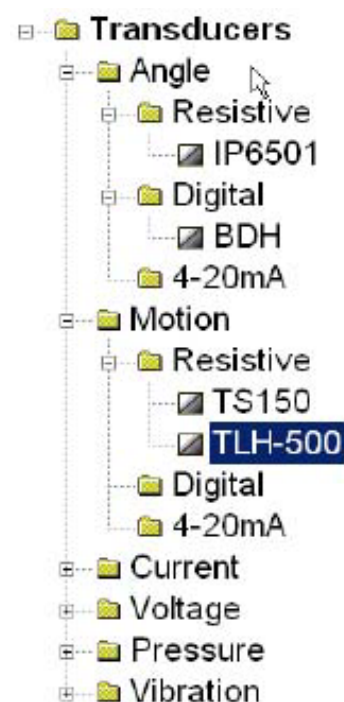 Transducers
Angle
Resistive
IP6501
Digital
BDH
4-20mA
Motion
Resistive
TS150
TLH-500
Digital
4-20mA
Current
Voltage
Pressure
Vibration